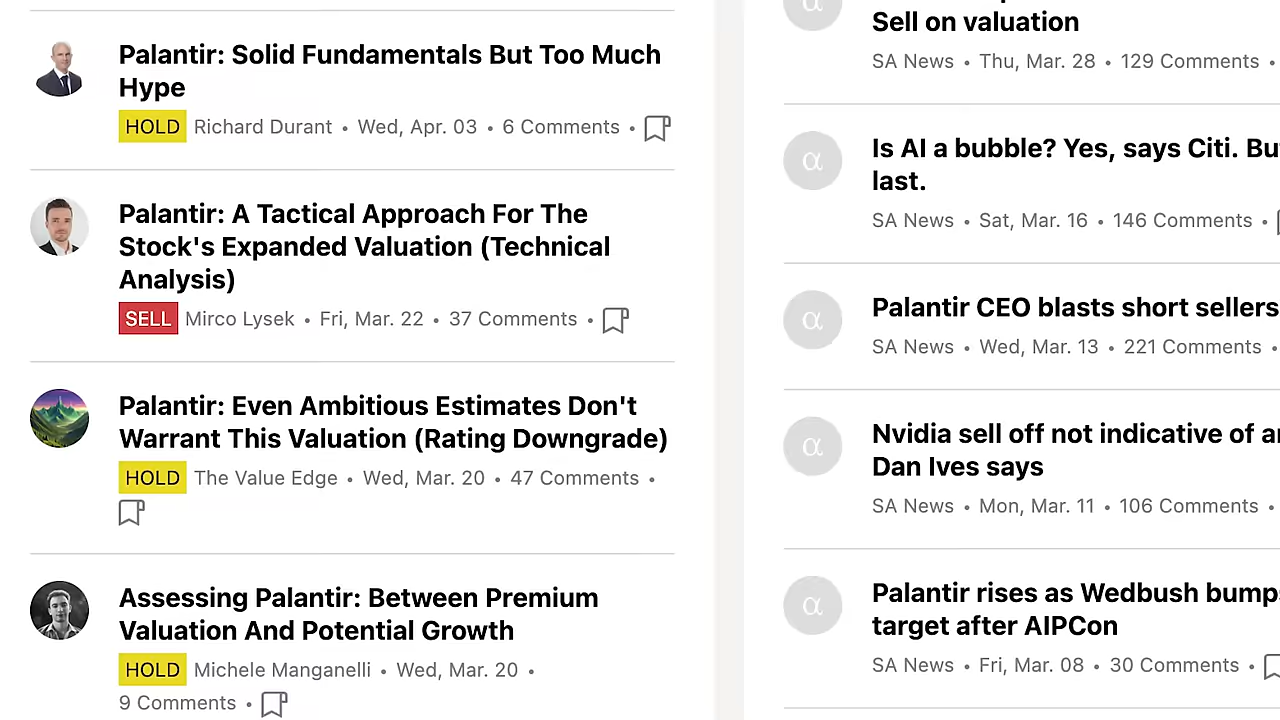 Palantir: Solid Fundamentals But Too Much
Hype
HOLD Richard Durant • Wed, Apr. 03 • 6 Comments •
Palantir: A Tactical Approach For The
Stock's Expanded Valuation (Technical
Analysis)
SELL Mirco Lysek • Fri, Mar. 22 • 37 Comments •
Palantir: Even Ambitious Estimates Don't
Warrant This Valuation (Rating Downgrade)
HOLD The Value Edge • Wed, Mar. 20 • 47 Comments •
Assessing Palantir: Between Premium
Valuation And Potential Growth
HOLD Michele Manganelli • Wed, Mar. 20 •
9 Comments •
Sell on valuation
SA News • Thu, Mar. 28 • 129 Comments •
α
Is AI a bubble? Yes, says Citi.
last.
SA News • Sat, Mar. 16 • 146 Comments •
α
Palantir CEO blasts short sellers
SA News • Wed, Mar. 13 • 221 Comments •
α
Nvidia sell off not indicative of
Dan Ives says
SA News • Mon, Mar. 11 • 106 Comments •
α
Palantir rises as Wedbush
target after AIPCon
SA News • Fri, Mar. 08 • 30 Comments •